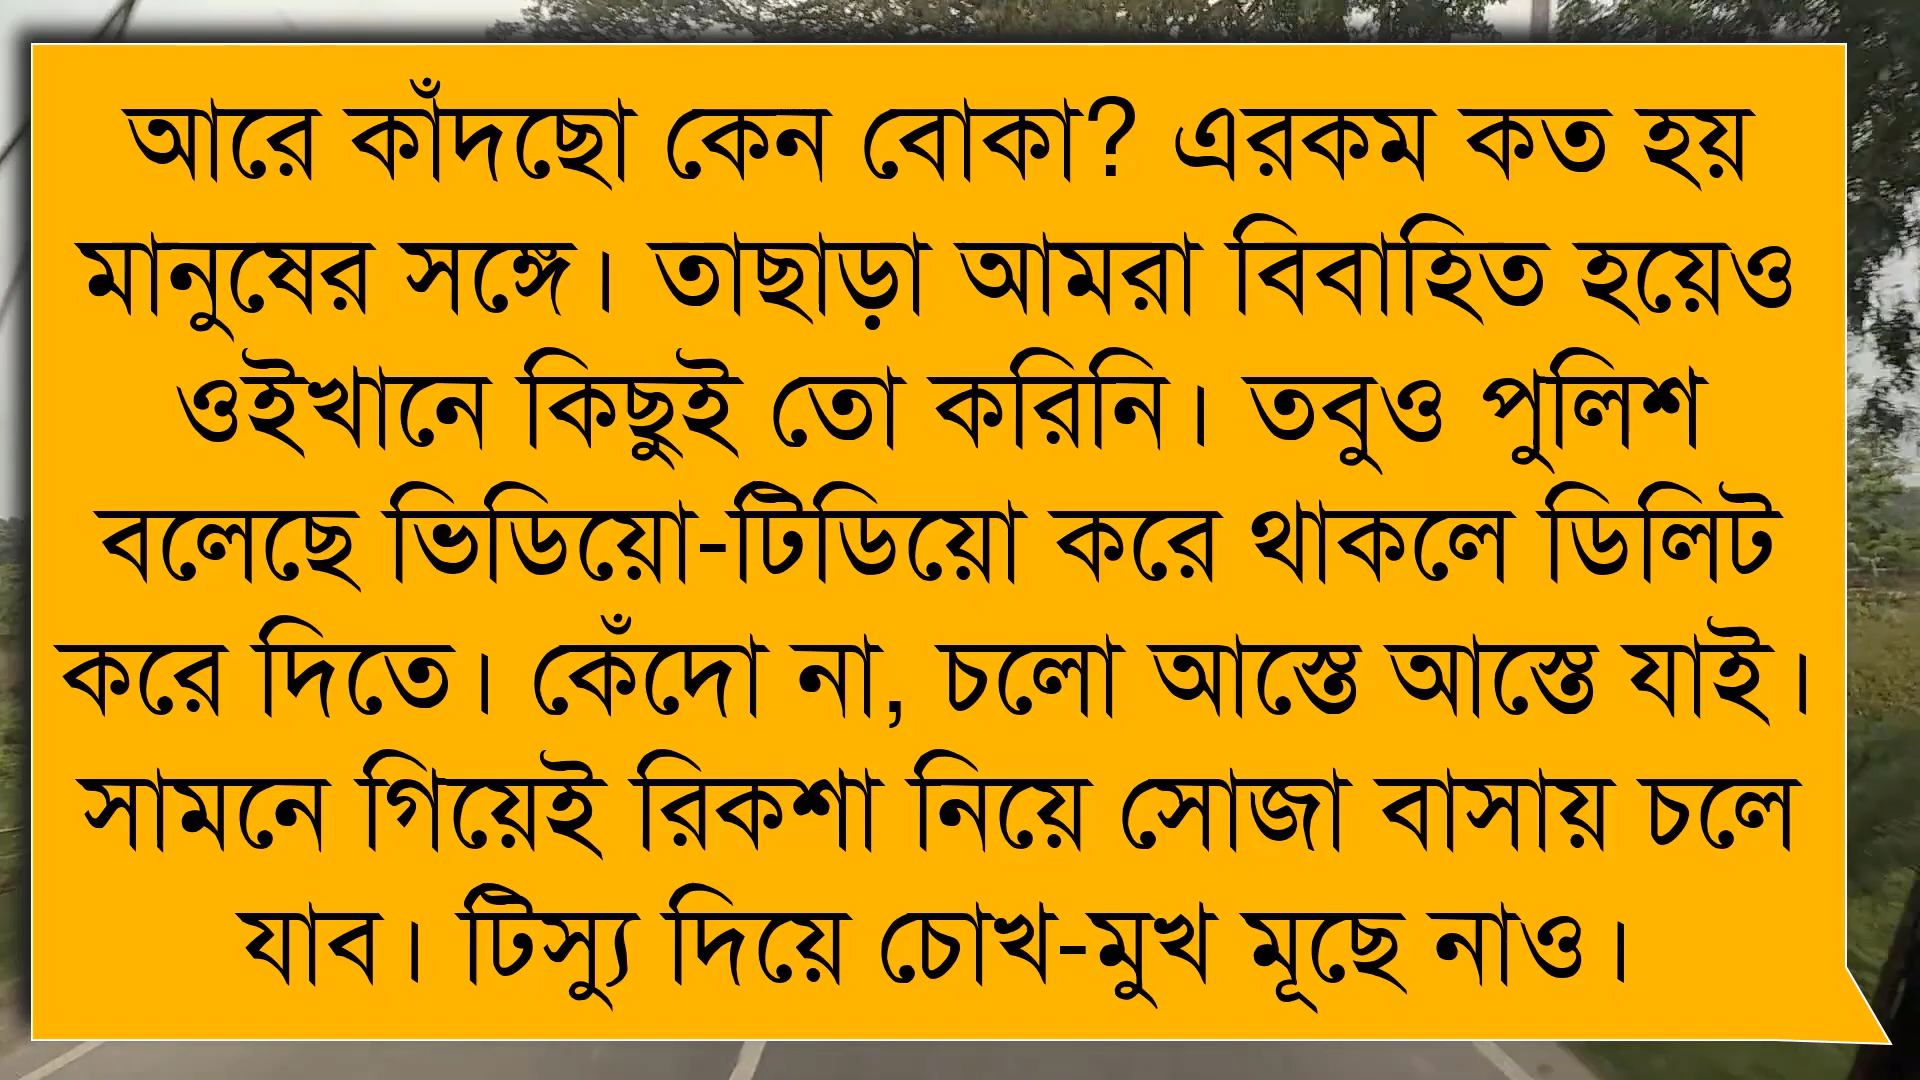 আরে কাঁদছো কেন বোকা? এরকম কত হয়
মানুষের সঙ্গে। তাছাড়া আমরা বিবাহিত হয়েও
ওইখানে কিছুই তো করিনি। তবুও পুলিশ
বলেছে ভিডিয়ো-টিডিয়ো করে থাকলে ডিলিট
করে দিতে। কেঁদো না, চলো আস্তে আস্তে যাই।
সামনে গিয়েই রিকশা নিয়ে সোজা বাসায় চলে
যাব। টিস্যু দিয়ে চোখ-মুখ মূছে নাও।